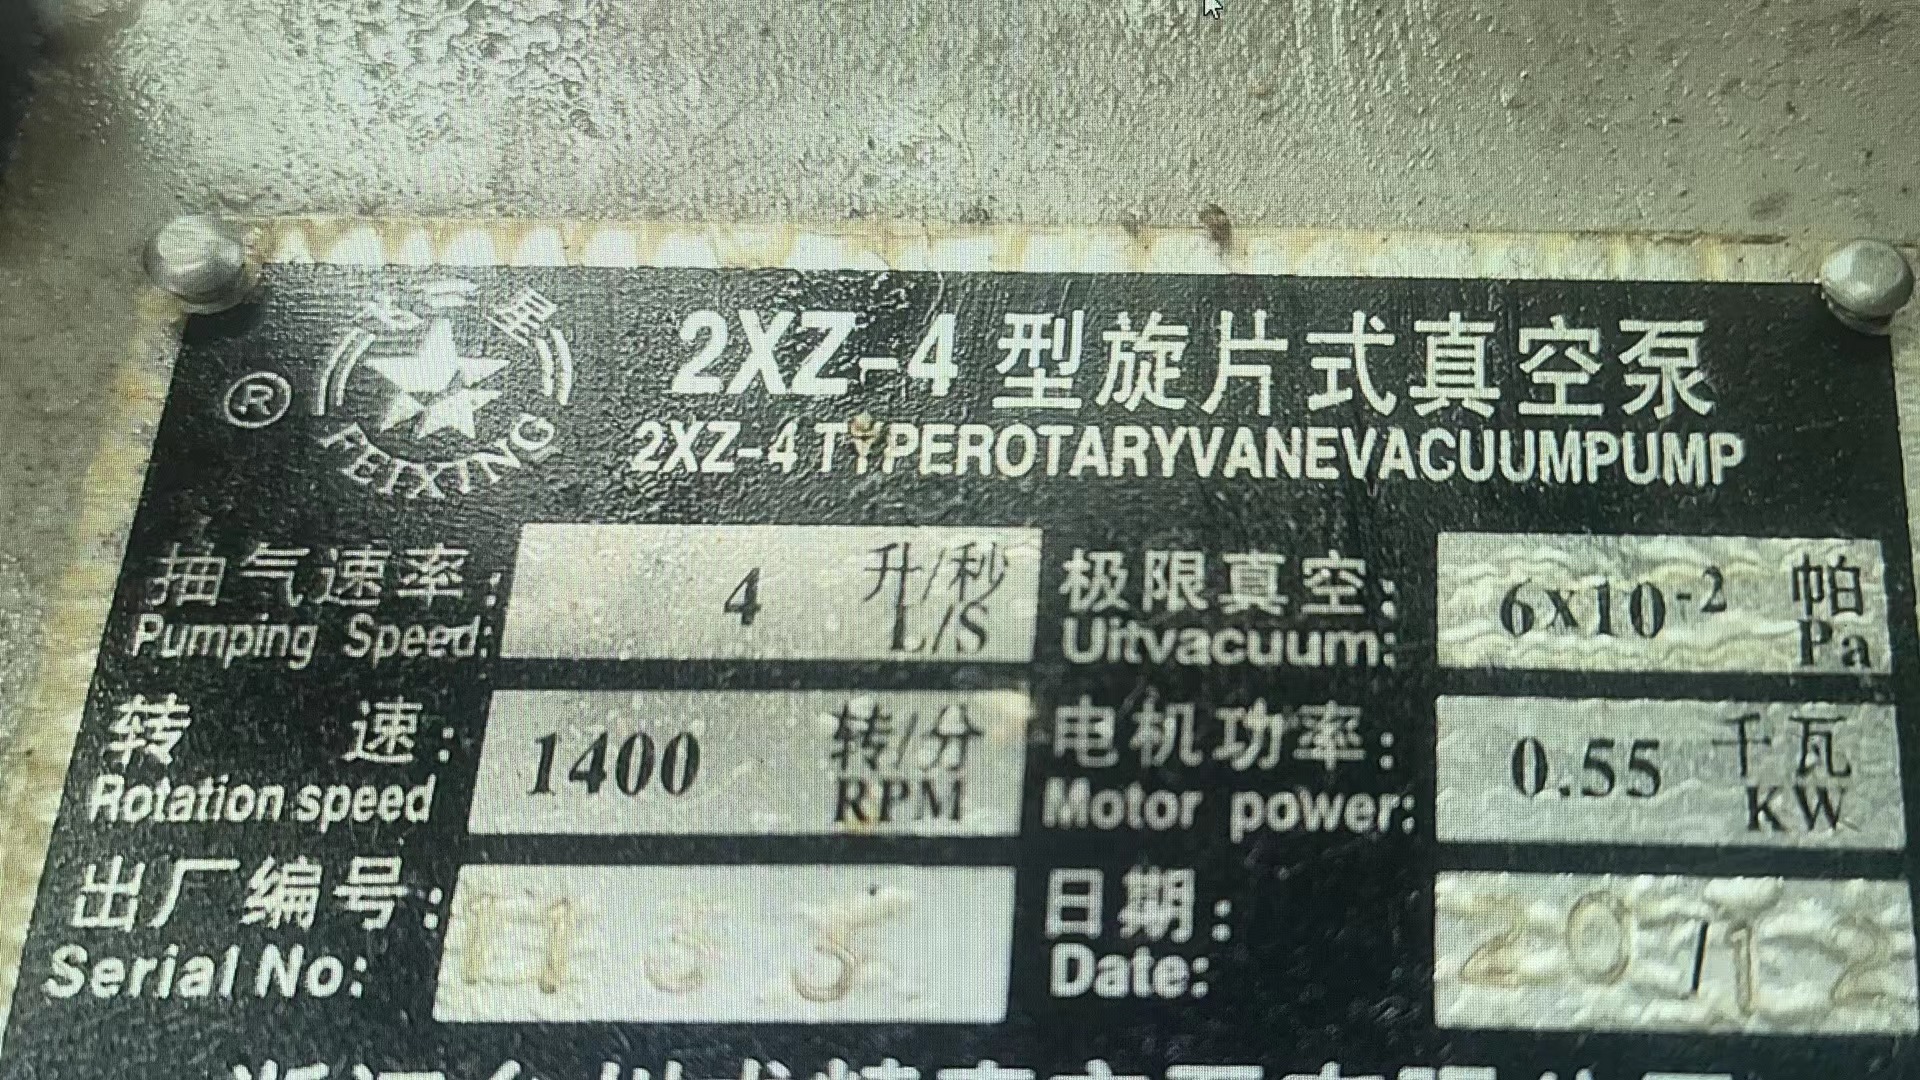 ®
FEIXING
2XZ-4 型旋片式真空泵
2XZ-4 TYPEROTARYVANEVACUUMPUMP
抽气速率: 4 升/秒
Pumping Speed: L/S
极限真空: 6x10-2 帕
Uitvacuum: Pa
转 速: 1400 转/分
Rotation speed RPM
电机功率: 0.55 千瓦
Motor power: KW
出厂编号:
Serial No:
日期:
Date: